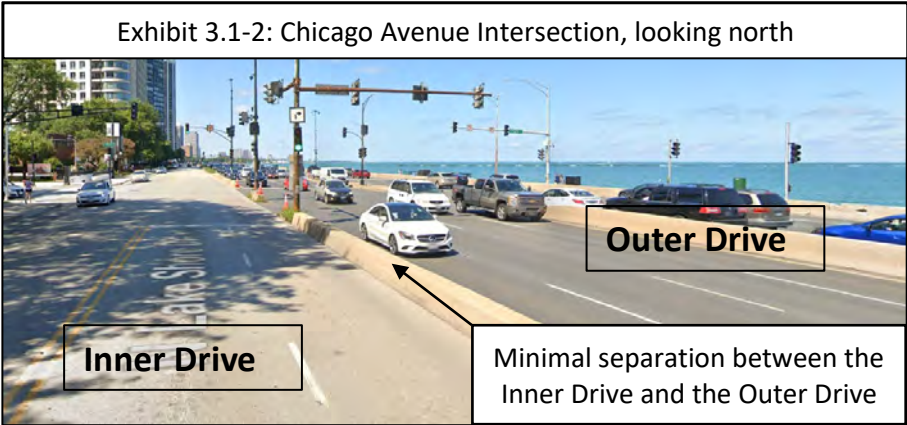 Exhibit 3.1-2: Chicago Avenue Intersection, looking north
Outer Drive
Inner Drive
Minimal separation between the
Inner Drive and the Outer Drive